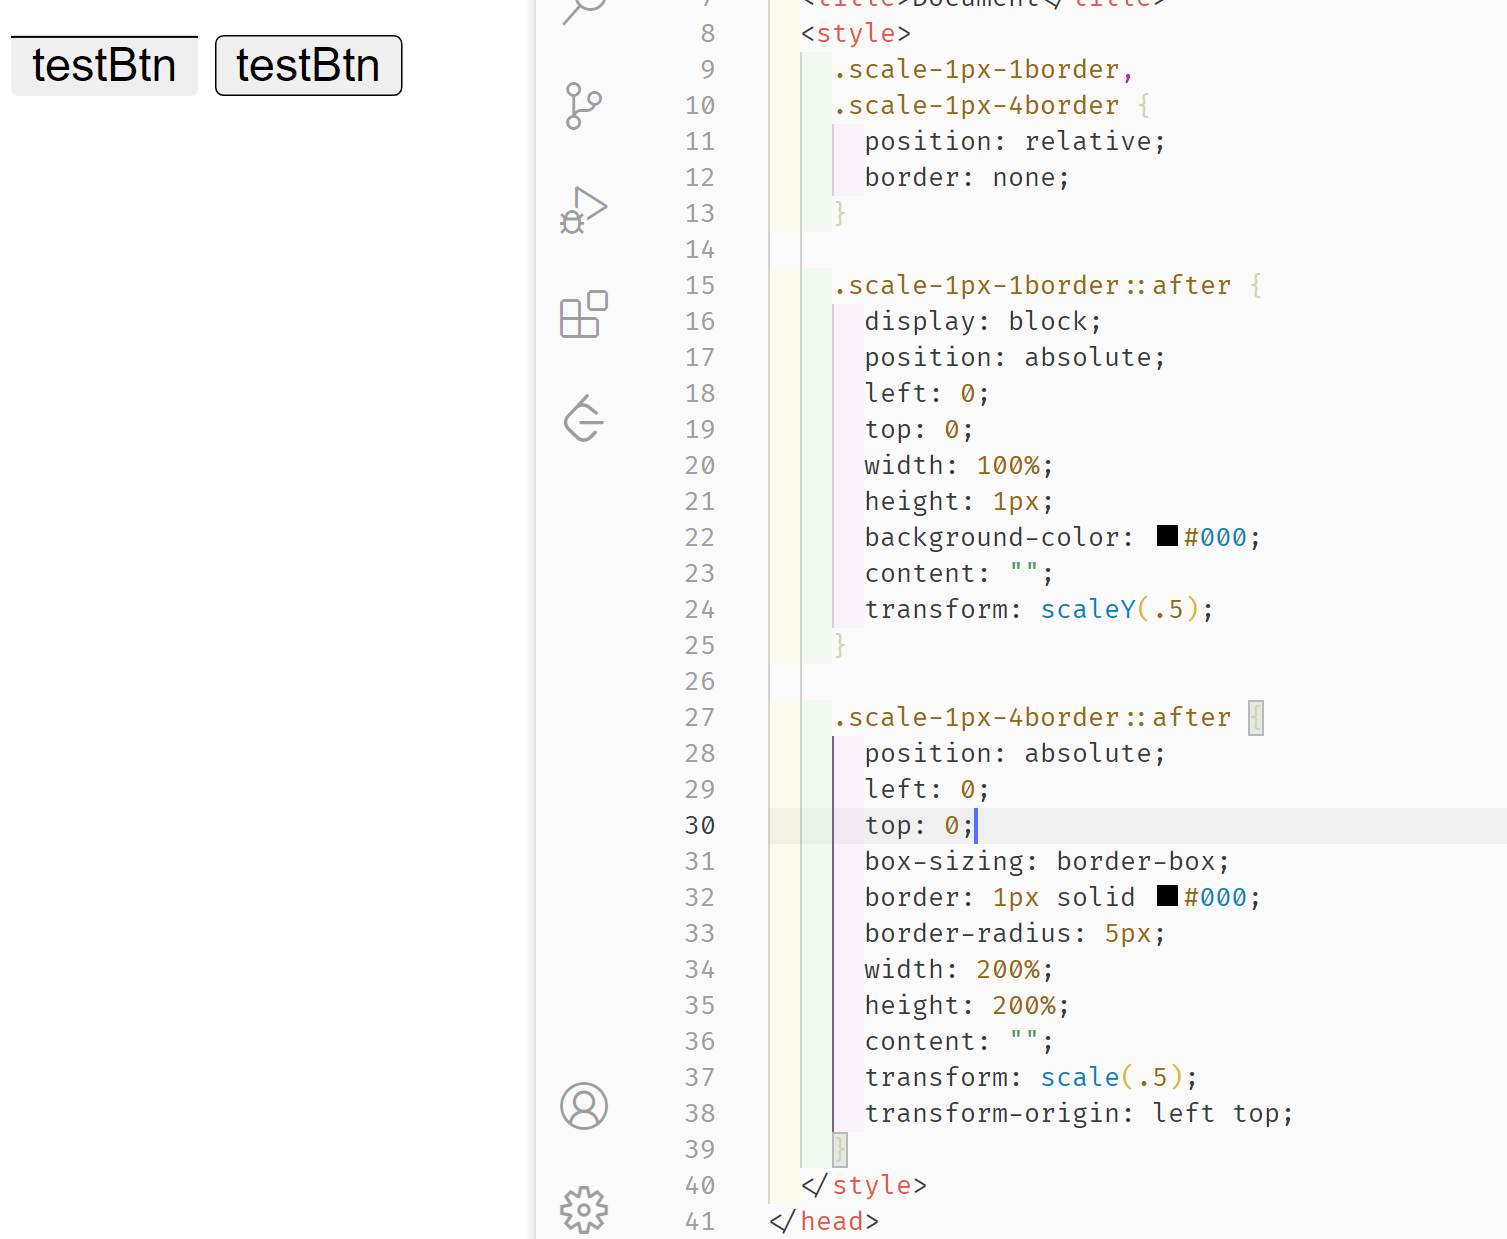 testBtn testBtn
7 <title>Document</title>
8 <style>
9 .scale-1px-1border,
10 .scale-1px-4border {
11 position: relative;
12 border: none;
13 }
14
15 .scale-1px-1border::after {
16 display: block;
17 position: absolute;
18 left: 0;
19 top: 0;
20 width: 100%;
21 height: 1px;
22 background-color: #000;
23 content: "";
24 transform: scaleY(.5);
25 }
26
27 .scale-1px-4border::after {
28 position: absolute;
29 left: 0;
30 top: 0;
31 box-sizing: border-box;
32 border: 1px solid #000;
33 border-radius: 5px;
34 width: 200%;
35 height: 200%;
36 content: "";
37 transform: scale(.5);
38 transform-origin: left top;
39 }
40 </style>
41 </head>